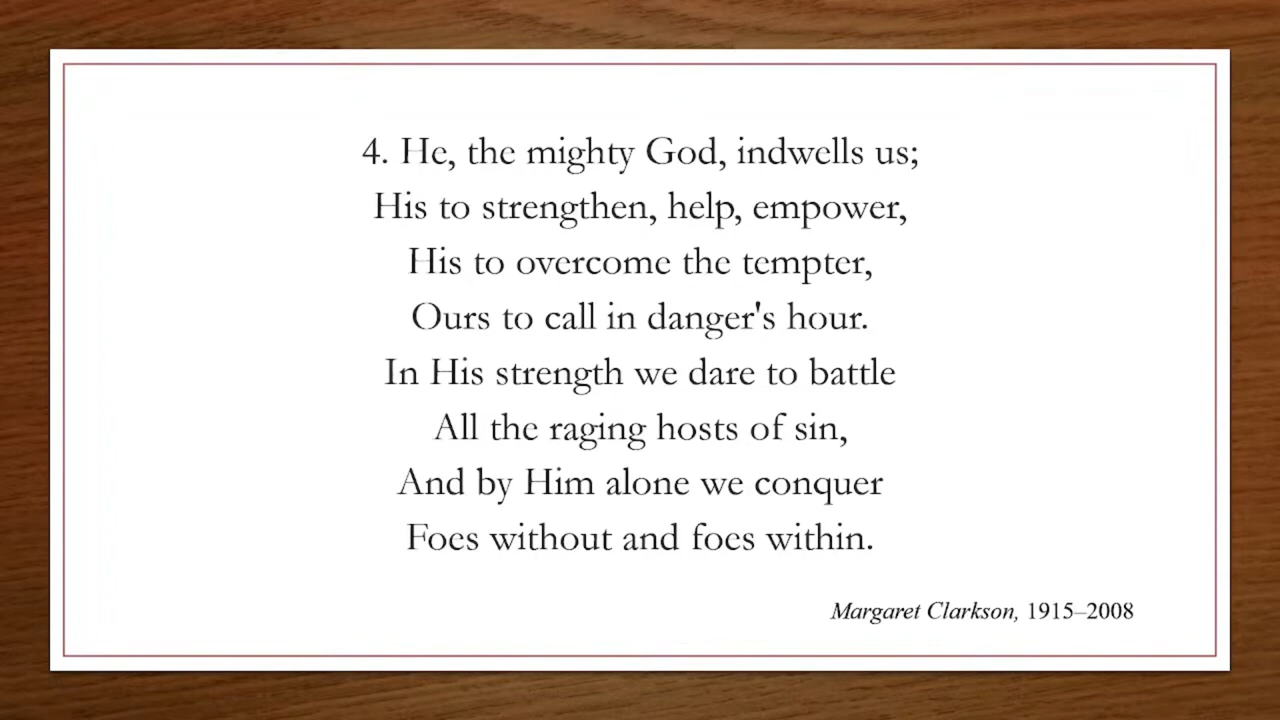 4. He, the mighty God, indwells us;
His to strengthen, help, empower,
His to overcome the tempter,
Ours to call in danger's hour.
In His strength we dare to battle
All the raging hosts of sin,
And by Him alone we conquer
Foes without and foes within.
Margaret Clarkson, 1915–2008